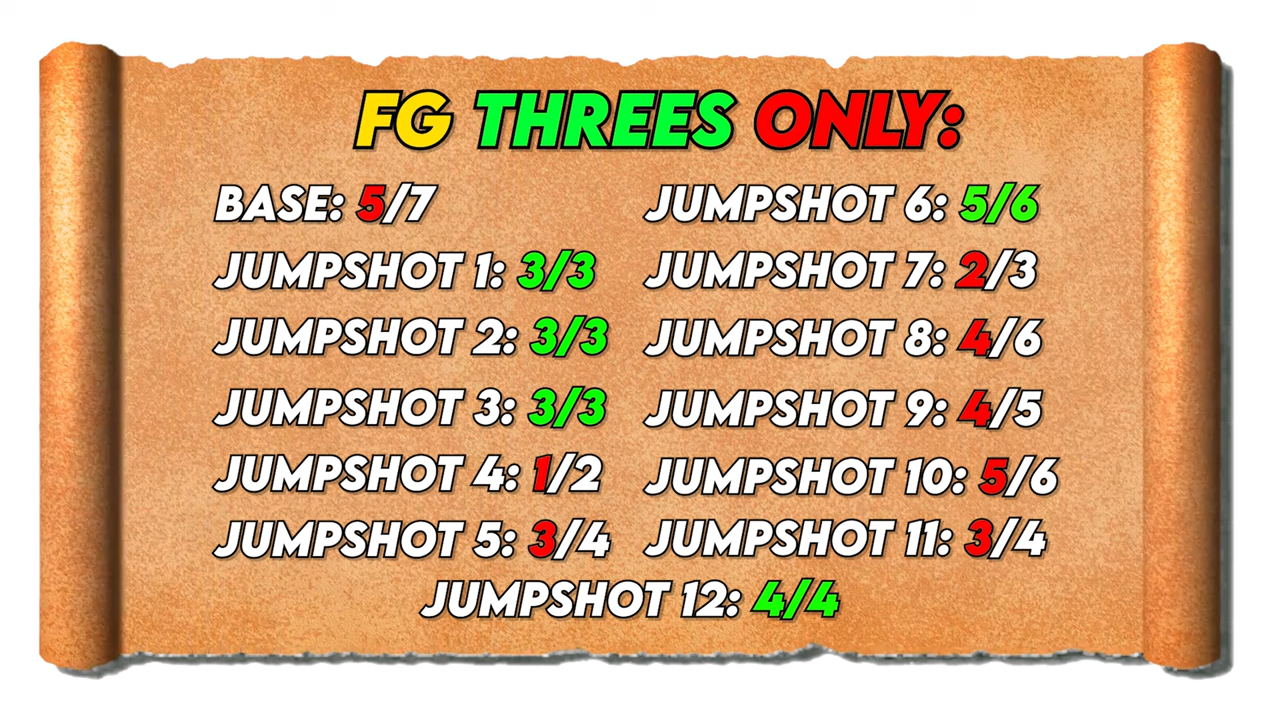 FG THREES ONLY:
BASE: 5/7
JUMPSHOT 1: 3/3
JUMPSHOT 2: 3/3
JUMPSHOT 3: 3/3
JUMPSHOT 4: 1/2
JUMPSHOT 5: 3/4
JUMPSHOT 6: 5/6
JUMPSHOT 7: 2/3
JUMPSHOT 8: 4/6
JUMPSHOT 9: 4/5
JUMPSHOT 10: 5/6
JUMPSHOT 11: 3/4
JUMPSHOT 12: 4/4